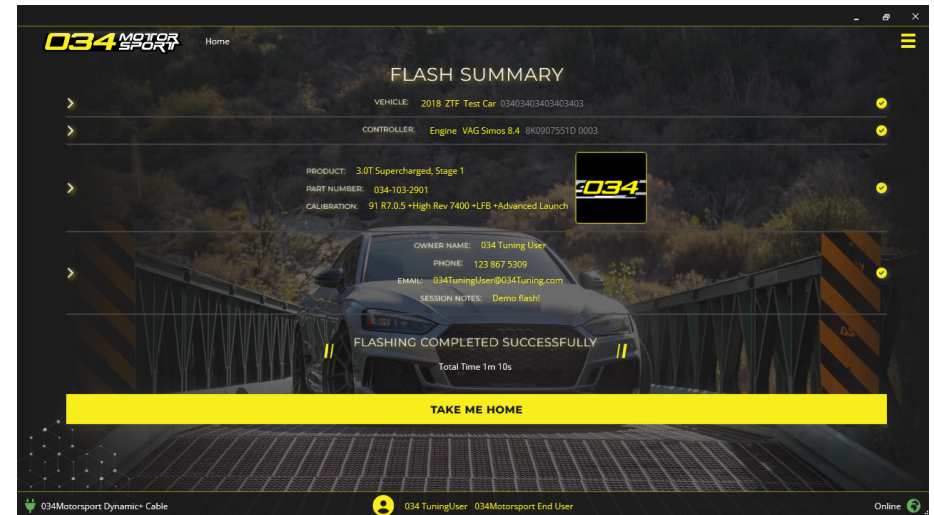 034 MOTOR SPORT
Home
FLASH SUMMARY
VEHICLE: 2018 ZTF Test Car 03403403403403403
CONTROLLER: Engine VAG Simos 8.4 8K0907551D 0003
PRODUCT: 3.0T Supercharged, Stage 1
PART NUMBER: 034-103-2901
CALIBRATION: 91 R7.0.5 +High Rev 7400 +LFB +Advanced Launch
034
OWNER NAME: 034 Tuning User
PHONE: 123 867 5309
EMAIL: 034TuningUser@034Tuning.com
SESSION NOTES: Demo flash!
FLASHING COMPLETED SUCCESSFULLY
Total Time 1m 10s
TAKE ME HOME
034Motorsport Dynamic+ Cable
034 TuningUser 034Motorsport End User
Online